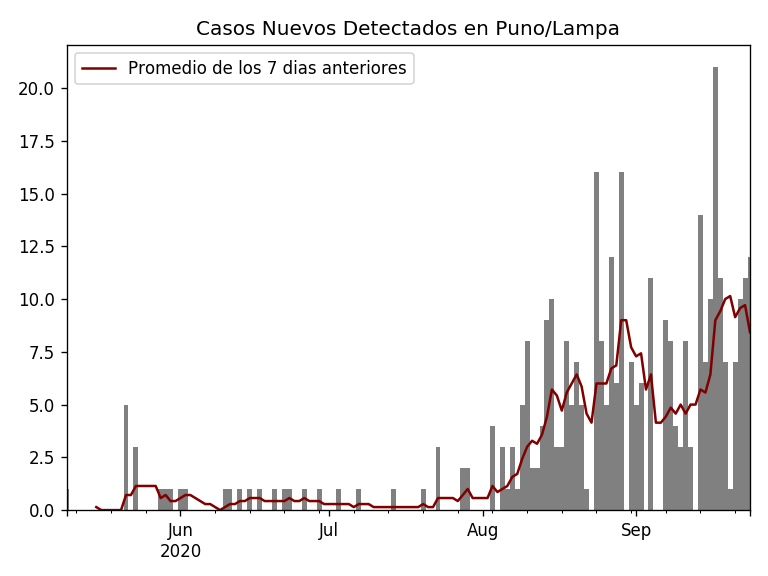 Casos Nuevos Detectados en Puno/Lampa
Promedio de los 7 dias anteriores
20.0
17.5
15.0
12.5
10.0
7.5
5.0
2.5
0.0
Jun
2020
Jul
Aug
Sep